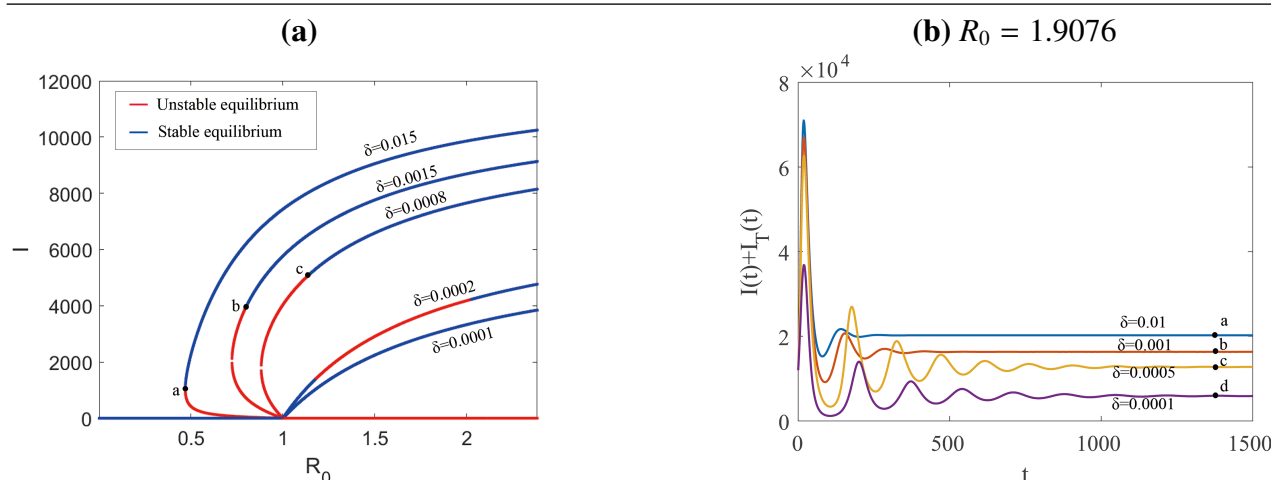 (a)
12000
10000
8000
6000
4000
2000
0
I
Unstable equilibrium
Stable equilibrium
δ=0.015
δ=0.0015
δ=0.0008
δ=0.0002
δ=0.0001
a
b
c
0.5
1
1.5
2
R_0
(b) R_0 = 1.9076
×10^4
8
6
4
2
0
I(t)+I_T(t)
δ=0.01
a
δ=0.001
b
c
δ=0.0005
d
δ=0.0001
0
500
1000
1500
t